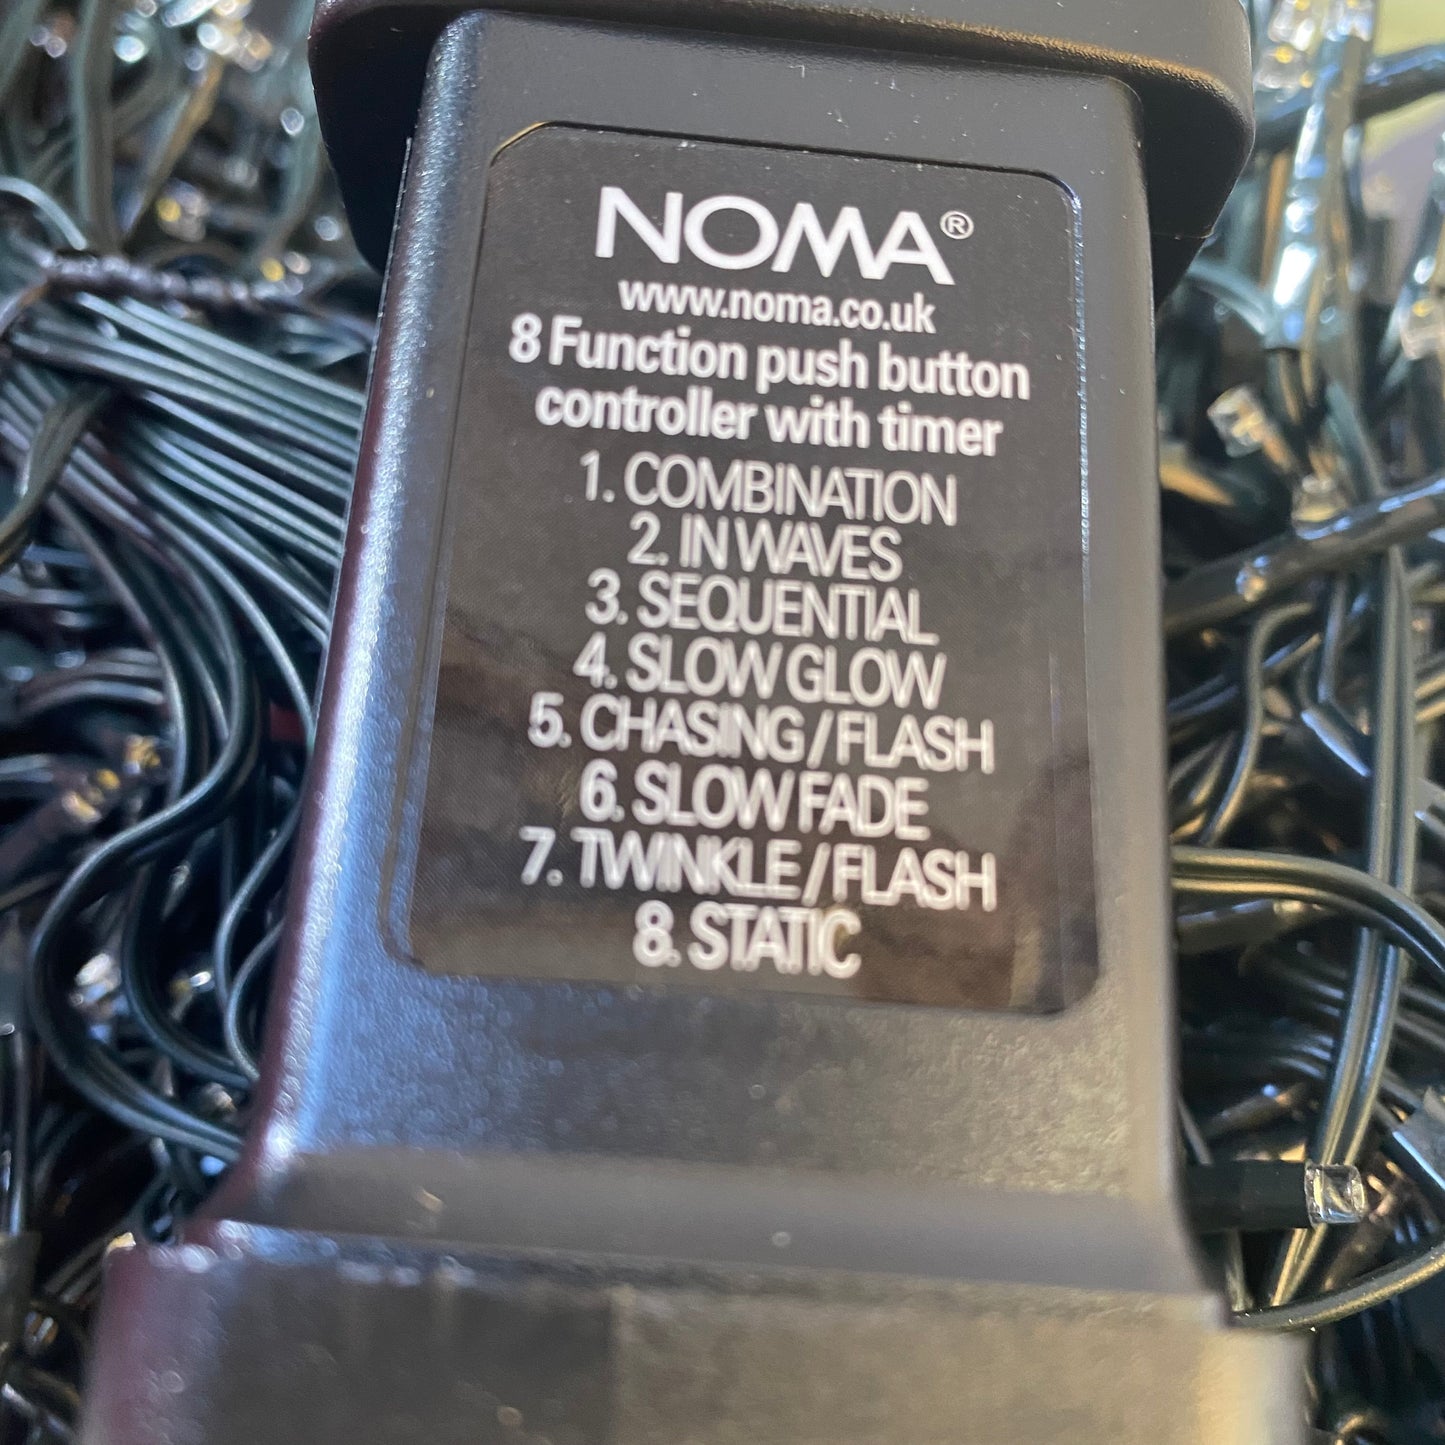 NOMA®
www.noma.co.uk
8 Function push button
controller with timer
1. COMBINATION
2. IN WAVES
3. SEQUENTIAL
4. SLOW GLOW
5. CHASING / FLASH
6. SLOW FADE
7. TWINKLE / FLASH
8. STATIC